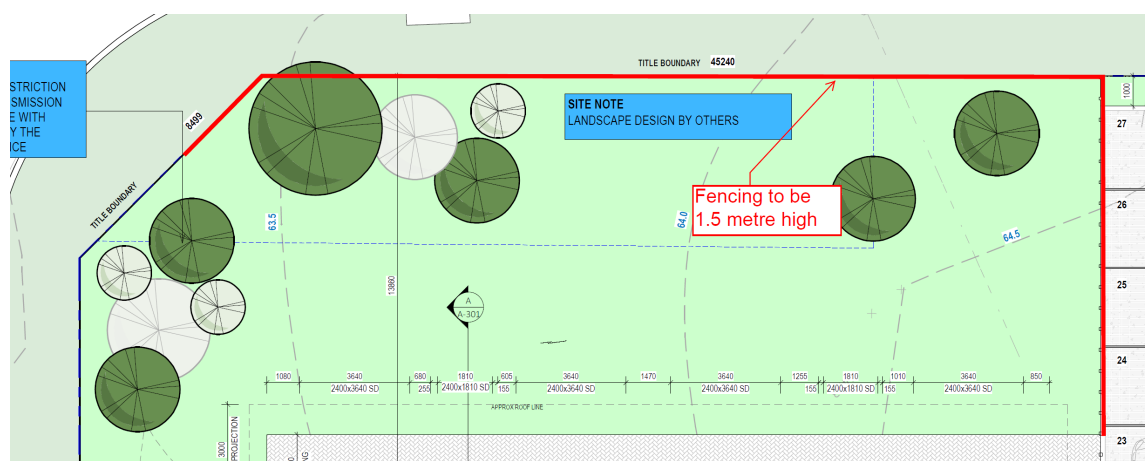 STRICTION
SMISSION
E WITH
Y THE
NCE
8499
TITLE BOUNDARY
TITLE BOUNDARY 45240
SITE NOTE
LANDSCAPE DESIGN BY OTHERS
Fencing to be
1.5 metre high
63.5
64.0
64.5
1000
27
26
25
24
23
13860
A
A-301
1080 3640 680 1810 605 3640 1470 3640 1255 1810 1010 3640 850
2400x3640 SD 255 2400x1810 SD 155 2400x3640 SD 2400x3640 SD 155 2400x1810 SD 155 2400x3640 SD
APPROX ROOF LINE
3000
PROJECTION